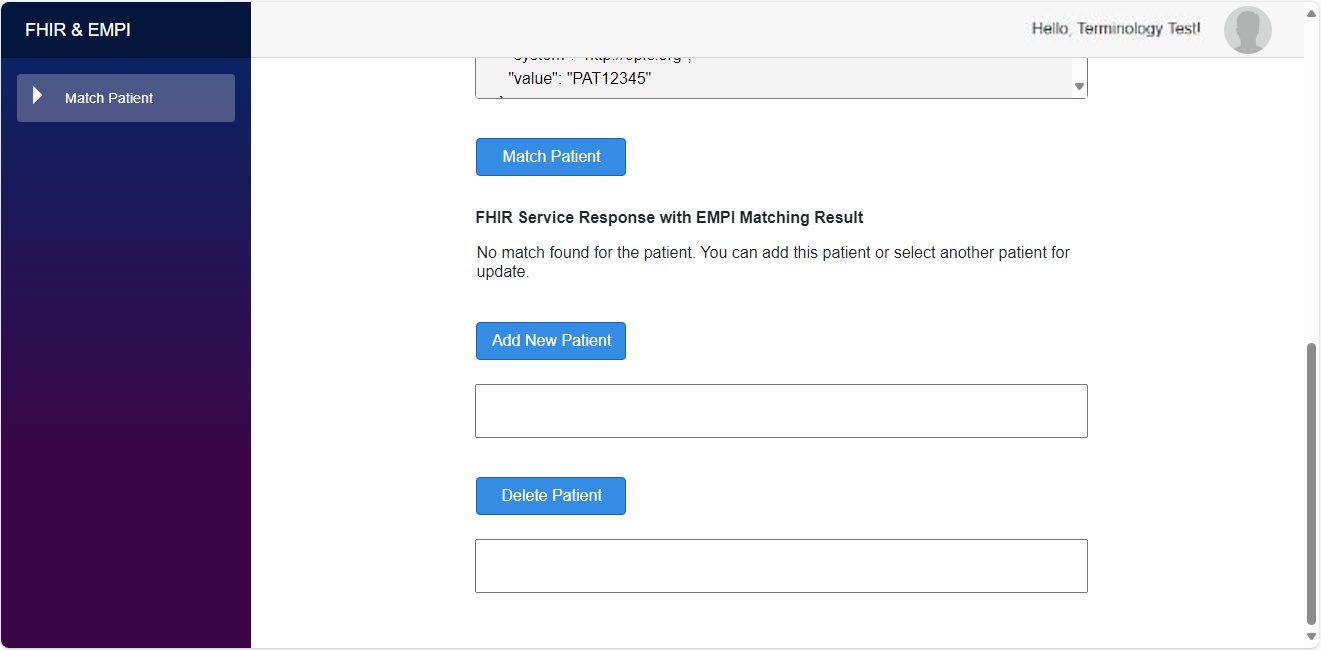 FHIR & EMPI
Hello, Terminology Test!
Match Patient
"value": "PAT12345"
Match Patient
FHIR Service Response with EMPI Matching Result
No match found for the patient. You can add this patient or select another patient for
update.
Add New Patient
Delete Patient